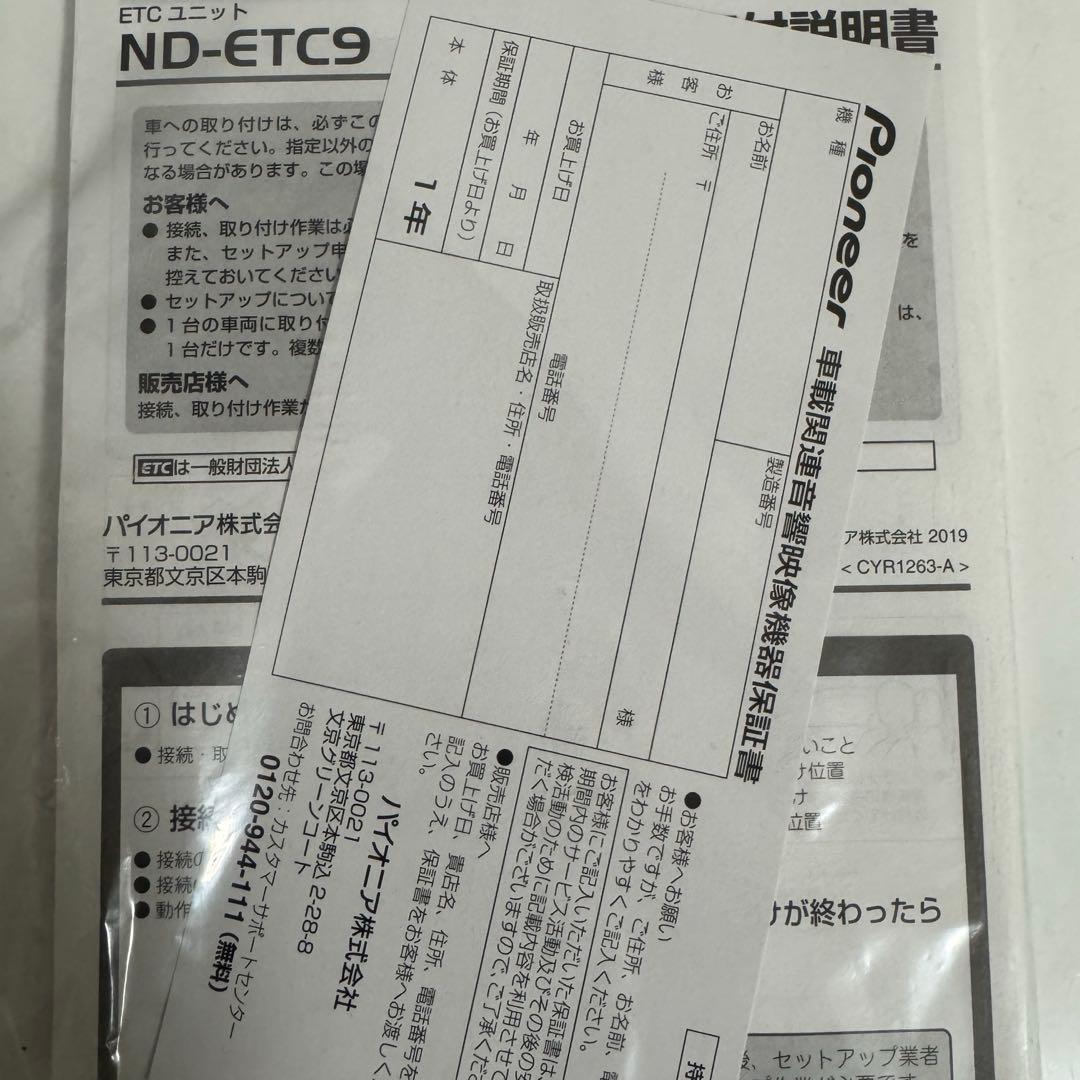 ETC ユニット
ND-ETC9
付説明書
車への取り付けは、必ずこの
行ってください。指定以外の
なる場合があります。この場
お客様へ
● 接続、取り付け作業は必
また、セットアップ申
控えておいてください
● セットアップについて
● 1台の車両に取り付
1台だけです。複数
販売店様へ
接続、取り付け作業が
を
は、
ETCは一般財団法人
パイオニア株式会
〒113-0021
東京都文京区本駒
ア株式会社 2019
< CYR1263-A >
① はじめ
● 接続・取
② 接続
● 接続の
● 接続
● 動作
いこと
け位置
け
位置
けが終わったら
後、セットアップ業者
Pioneer 車載関連音響映像機器保証書
機種
製造番号
お客様
お名前
様
ご住所 〒
電話番号
お買上げ日
年 月 日
取扱販売店名・住所・電話番号
保証期間(お買上げ日より)
本体
1年
●お客様へお願い
お手数ですが、ご住所、お名前、電
をわかりやすくご記入ください。
お客様にご記入いただいた保証書は、
期間内のサービス活動及びその後の安
検活動のために記載内容を利用させて
だく場合がございますので、ご了承くださ
●販売店様へ
お買上げ日、貴店名、住所、電話番号を
記入のうえ、保証書をお客様へお渡しく
さい。
パイオニア株式会社
〒113-0021
東京都文京区本駒込 2-28-8
文京グリーンコート
お問合わせ先:カスタマーサポートセンター
0120-944-111(無料)
持